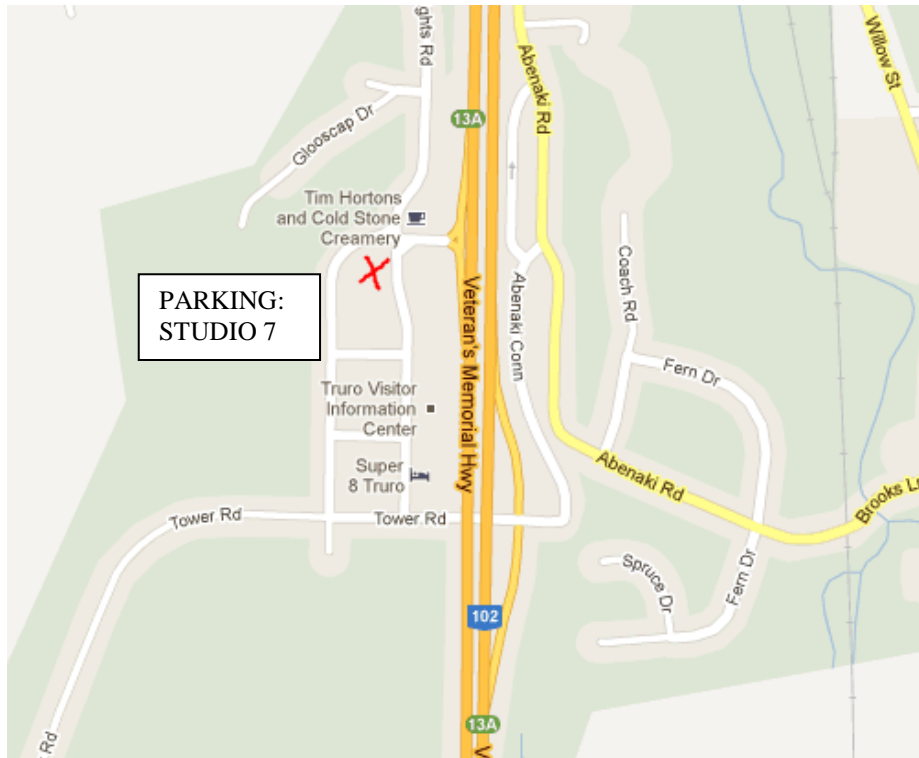 ghts Rd
Glooscap Dr
13A
Abenaki Rd
Willow St
Tim Hortons
and Cold Stone
Creamery
PARKING:
STUDIO 7
Veteran's Memorial Hwy
Abenaki Conn
Coach Rd
Fern Dr
Truro Visitor
Information
Center
Super
8 Truro
Abenaki Rd
Brooks Ln
Tower Rd
Tower Rd
Spruce Dr
Fern Dr
102
13A
r Rd
V